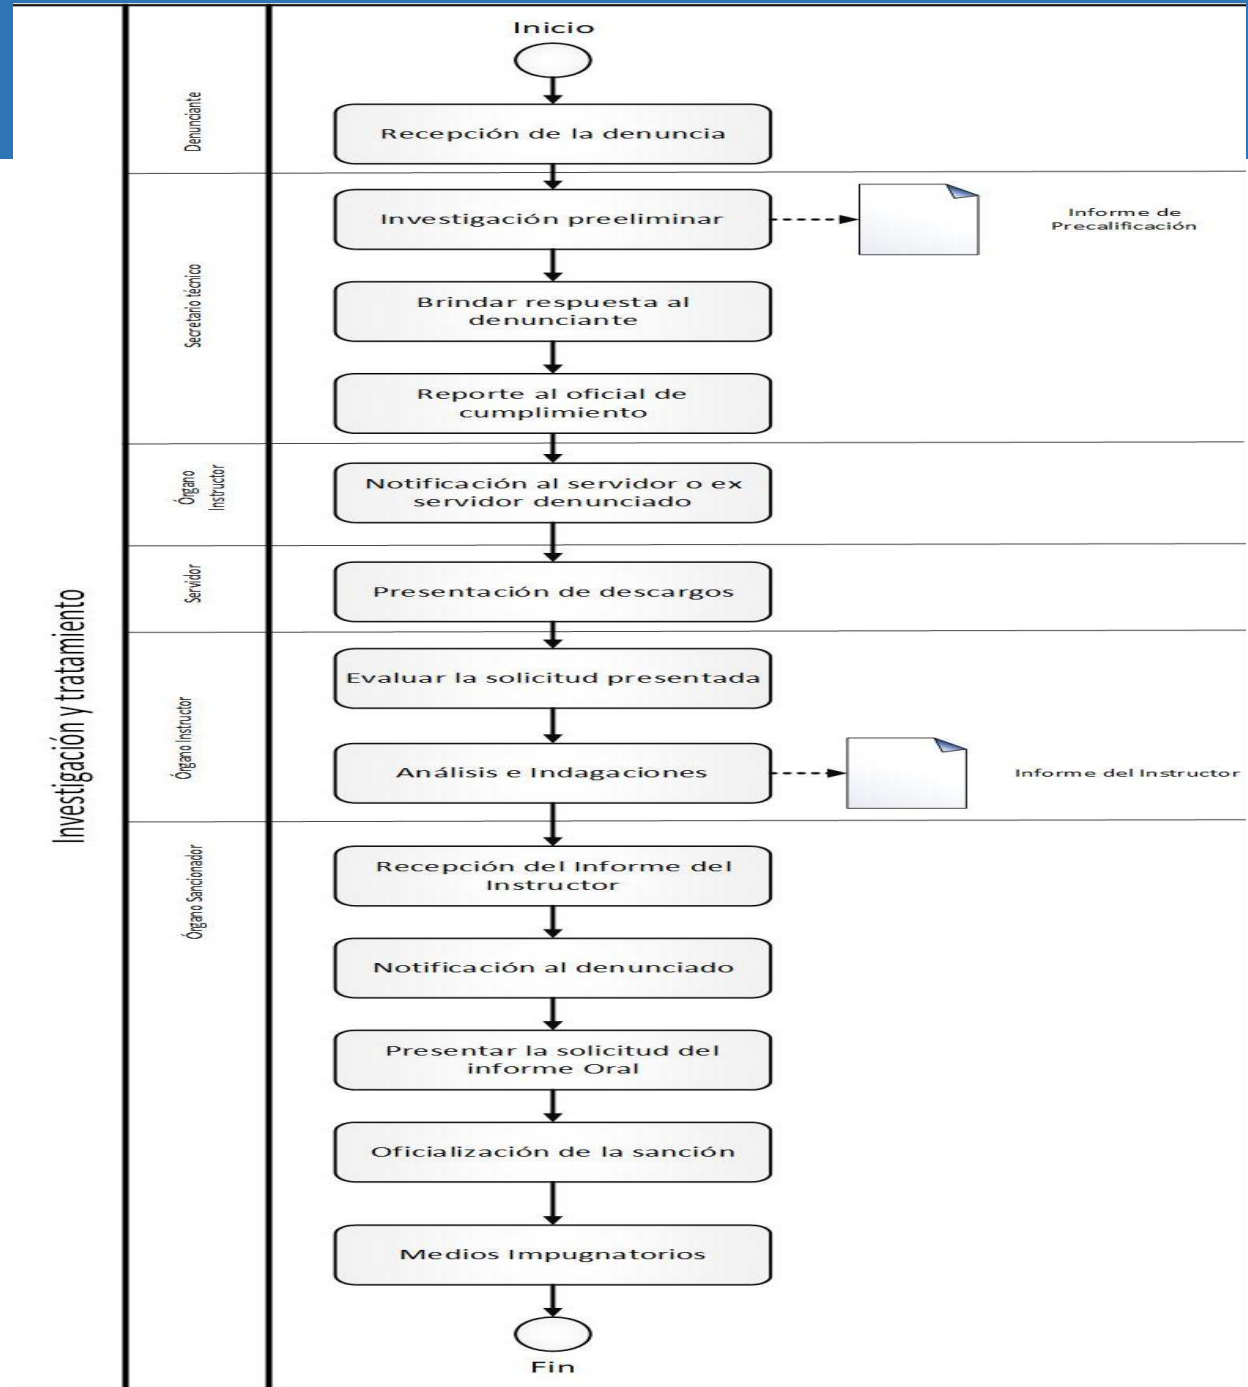 Inicio
Denunciante
Recepción de la denuncia
Secretario técnico
Investigación preeliminar
Informe de
Precalificación
Brindar respuesta al
denunciante
Reporte al oficial de
cumplimiento
Órgano
Instructor
Notificación al servidor o ex
servidor denunciado
Servidor
Presentación de descargos
Investigación y tratamiento
Órgano Instructor
Evaluar la solicitud presentada
Análisis e Indagaciones
Informe del Instructor
Órgano Sancionador
Recepción del Informe del
Instructor
Notificación al denunciado
Presentar la solicitud del
informe Oral
Oficialización de la sanción
Medios Impugnatorios
Fin